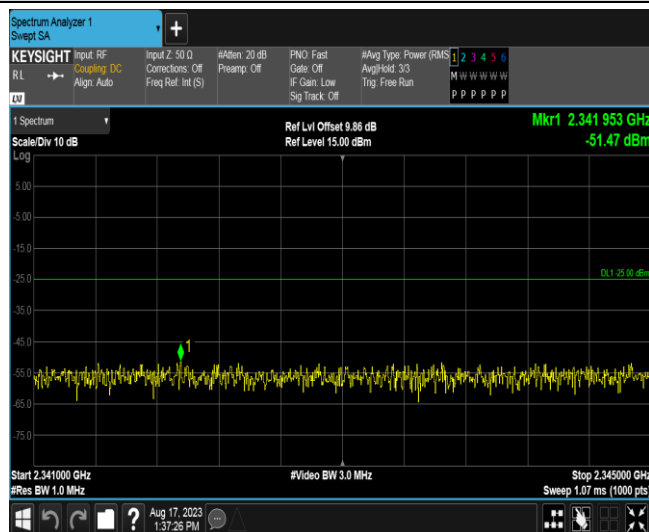 Spectrum Analyzer 1
Swept SA
KEYSIGHT
RL
LXI
Input: RF
Coupling: DC
Align: Auto
Input Z: 50 Ω
Corrections: Off
Freq Ref: Int (S)
#Atten: 20 dB
Preamp: Off
PNO: Fast
Gate: Off
IF Gain: Low
Sig Track: Off
#Avg Type: Power (RMS
Avg|Hold: 3/3
Trig: Free Run
1 2 3 4 5 6
M W W W W W
P P P P P P
1 Spectrum
Scale/Div 10 dB
Log
Ref Lvl Offset 9.86 dB
Ref Level 15.00 dBm
Mkr1 2.341 953 GHz
-51.47 dBm
5.00
-5.00
-15.0
-25.0
DL1 -25.00 dBm
-35.0
-45.0
1
-55.0
-65.0
-75.0
Start 2.341000 GHz
#Res BW 1.0 MHz
#Video BW 3.0 MHz
Stop 2.345000 GHz
Sweep 1.07 ms (1000 pts)
?
Aug 17, 2023
1:37:26 PM